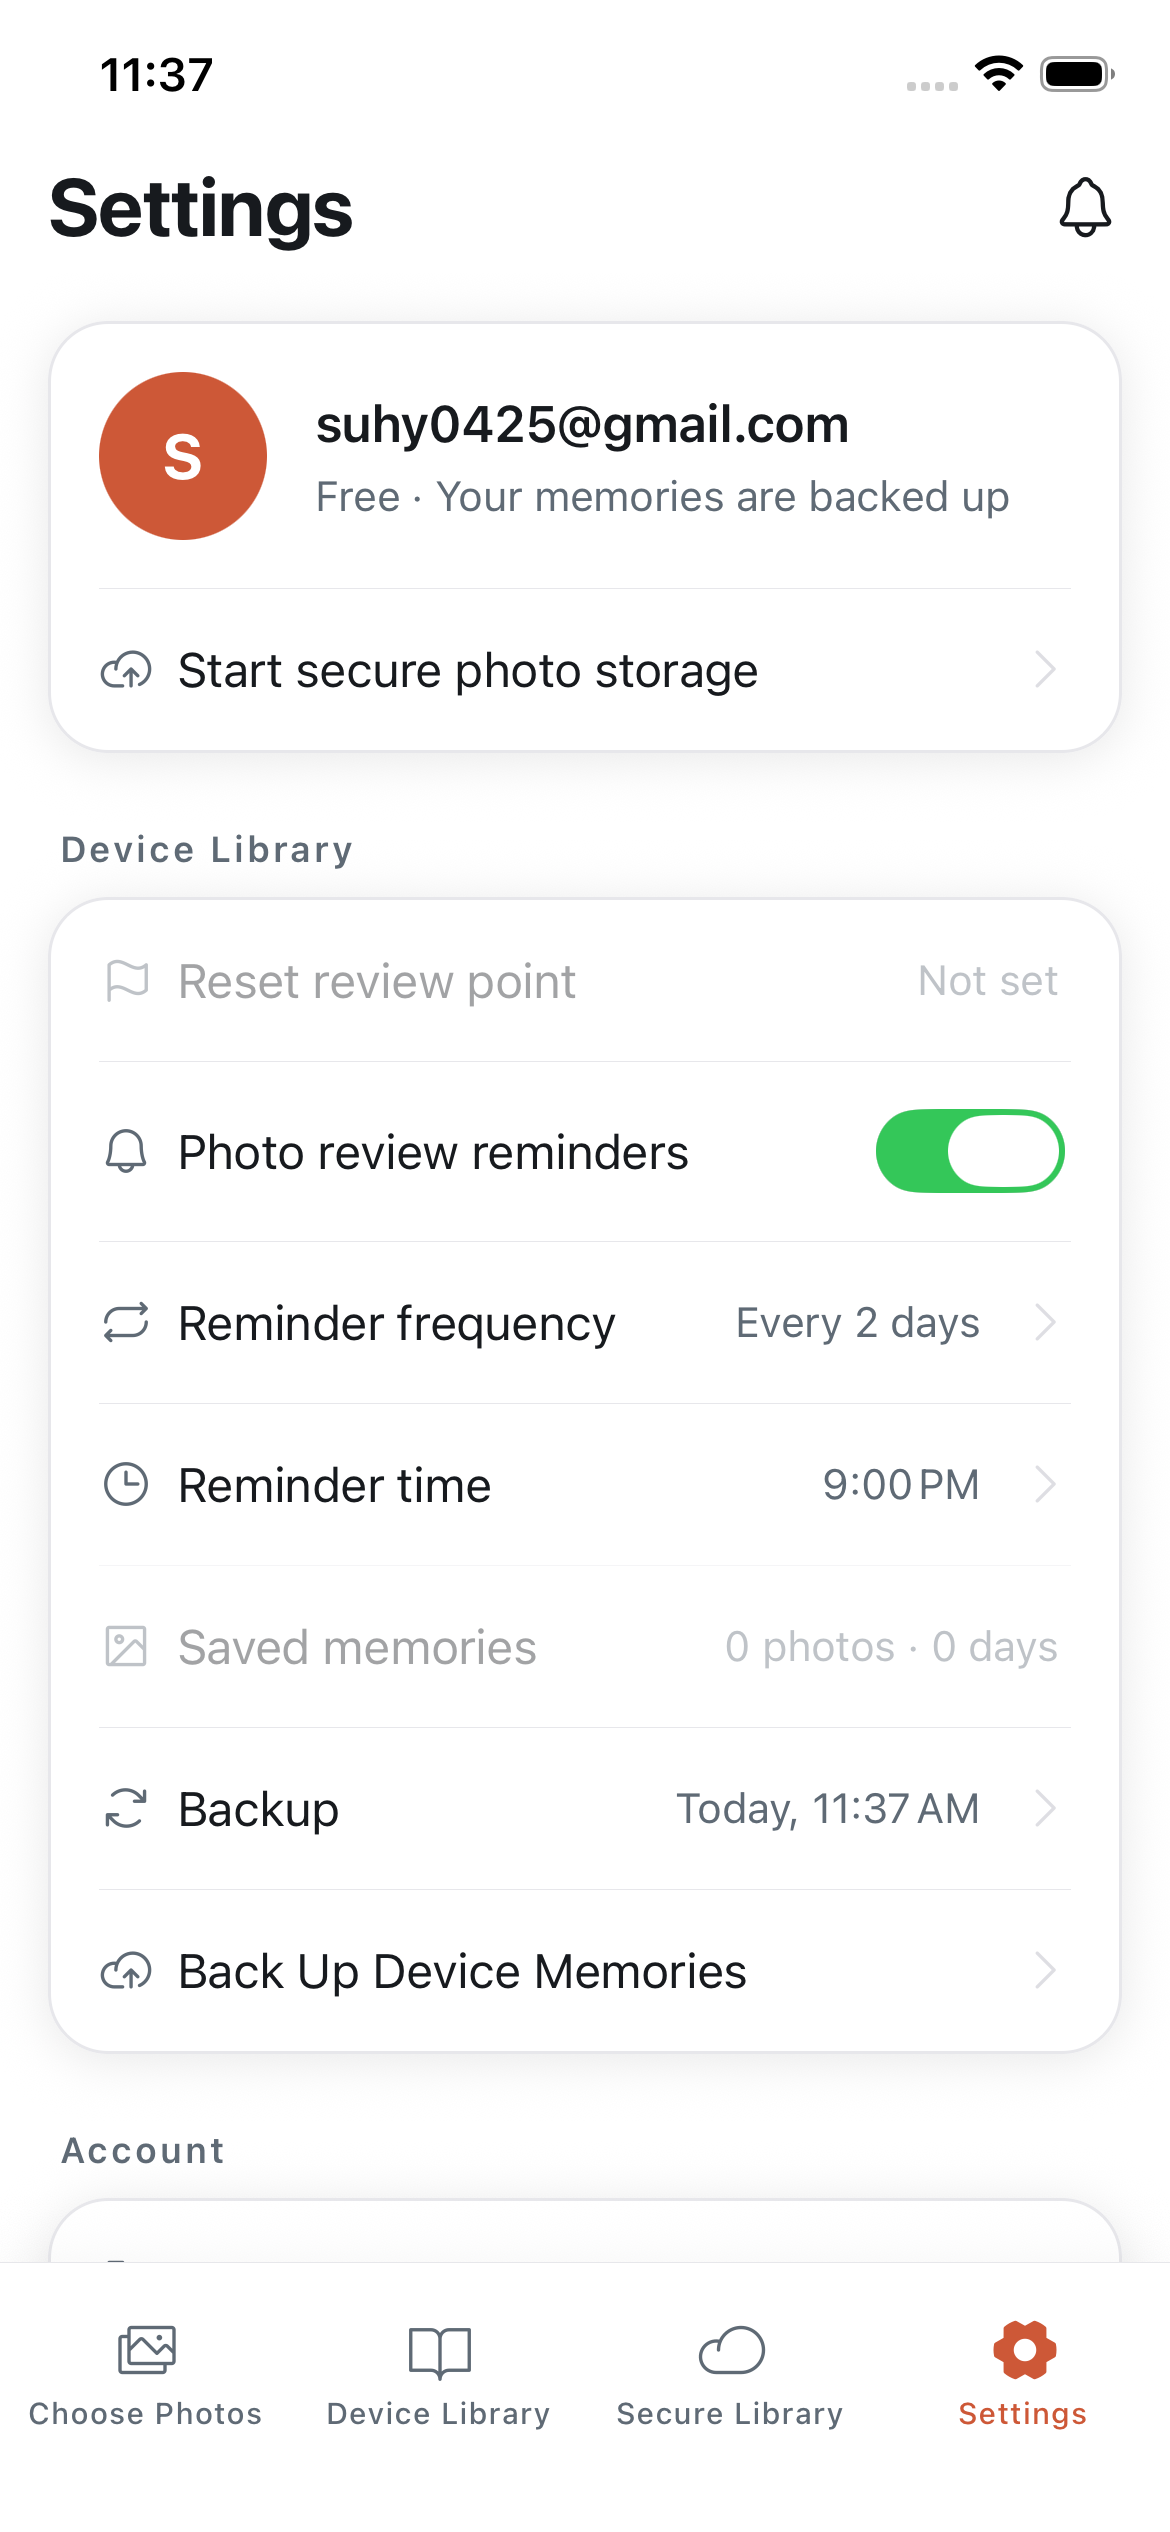 11:37
Settings
S
suhy0425@gmail.com
Free · Your memories are backed up
Start secure photo storage
Device Library
Reset review point Not set
Photo review reminders
Reminder frequency Every 2 days
Reminder time 9:00 PM
Saved memories 0 photos · 0 days
Backup Today, 11:37 AM
Back Up Device Memories
Account
Choose Photos Device Library Secure Library Settings